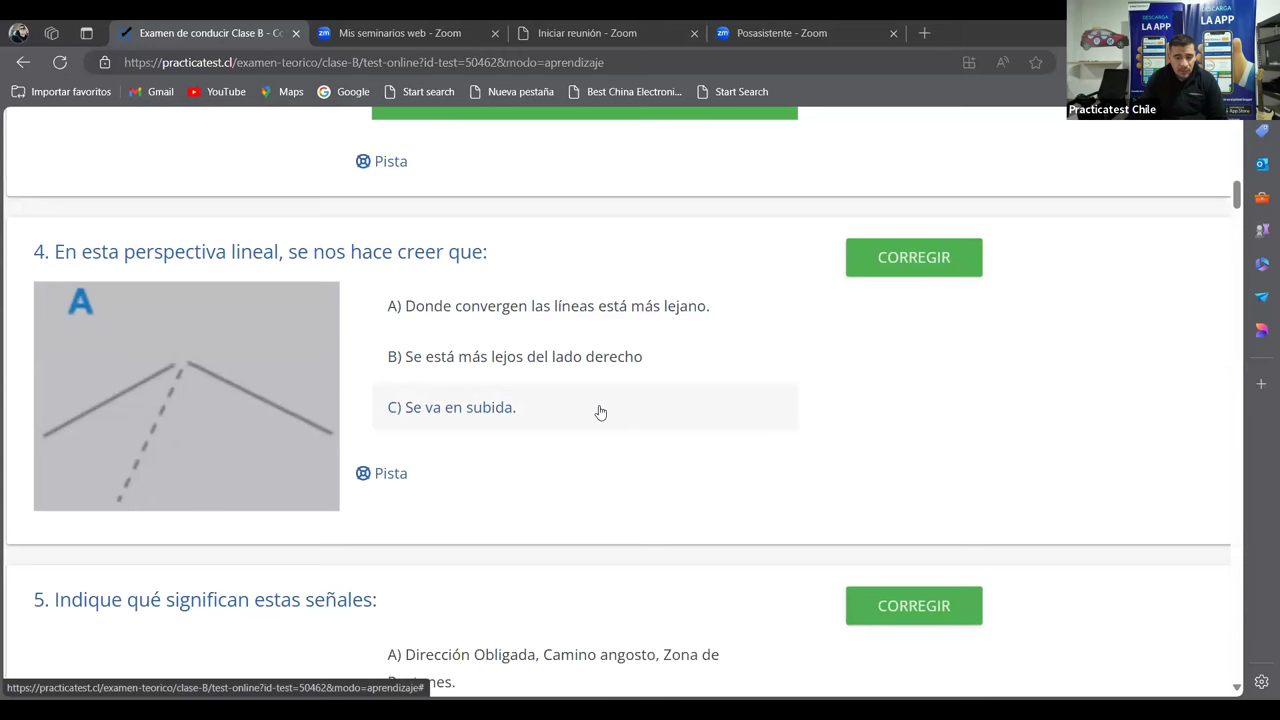 Examen de conducir Clase B - Co
Mis seminarios web - Zoom
Iniciar reunión - Zoom
Posasistente - Zoom
https://practicatest.cl/examen-teorico/clase-B/test-online?id-test=50462&modo=aprendizaje
Importar favoritos
Gmail
YouTube
Maps
Google
Start search
Nueva pestaña
Best China Electroni...
Start Search
DESCARGA
LA APP
DESCARGA
LA APP
Practicatest Chile
Pista
4. En esta perspectiva lineal, se nos hace creer que:
CORREGIR
A
A) Donde convergen las líneas está más lejano.
B) Se está más lejos del lado derecho
C) Se va en subida.
Pista
5. Indique qué significan estas señales:
CORREGIR
A) Dirección Obligada, Camino angosto, Zona de
https://practicatest.cl/examen-teorico/clase-B/test-online?id-test=50462&modo=aprendizaje#